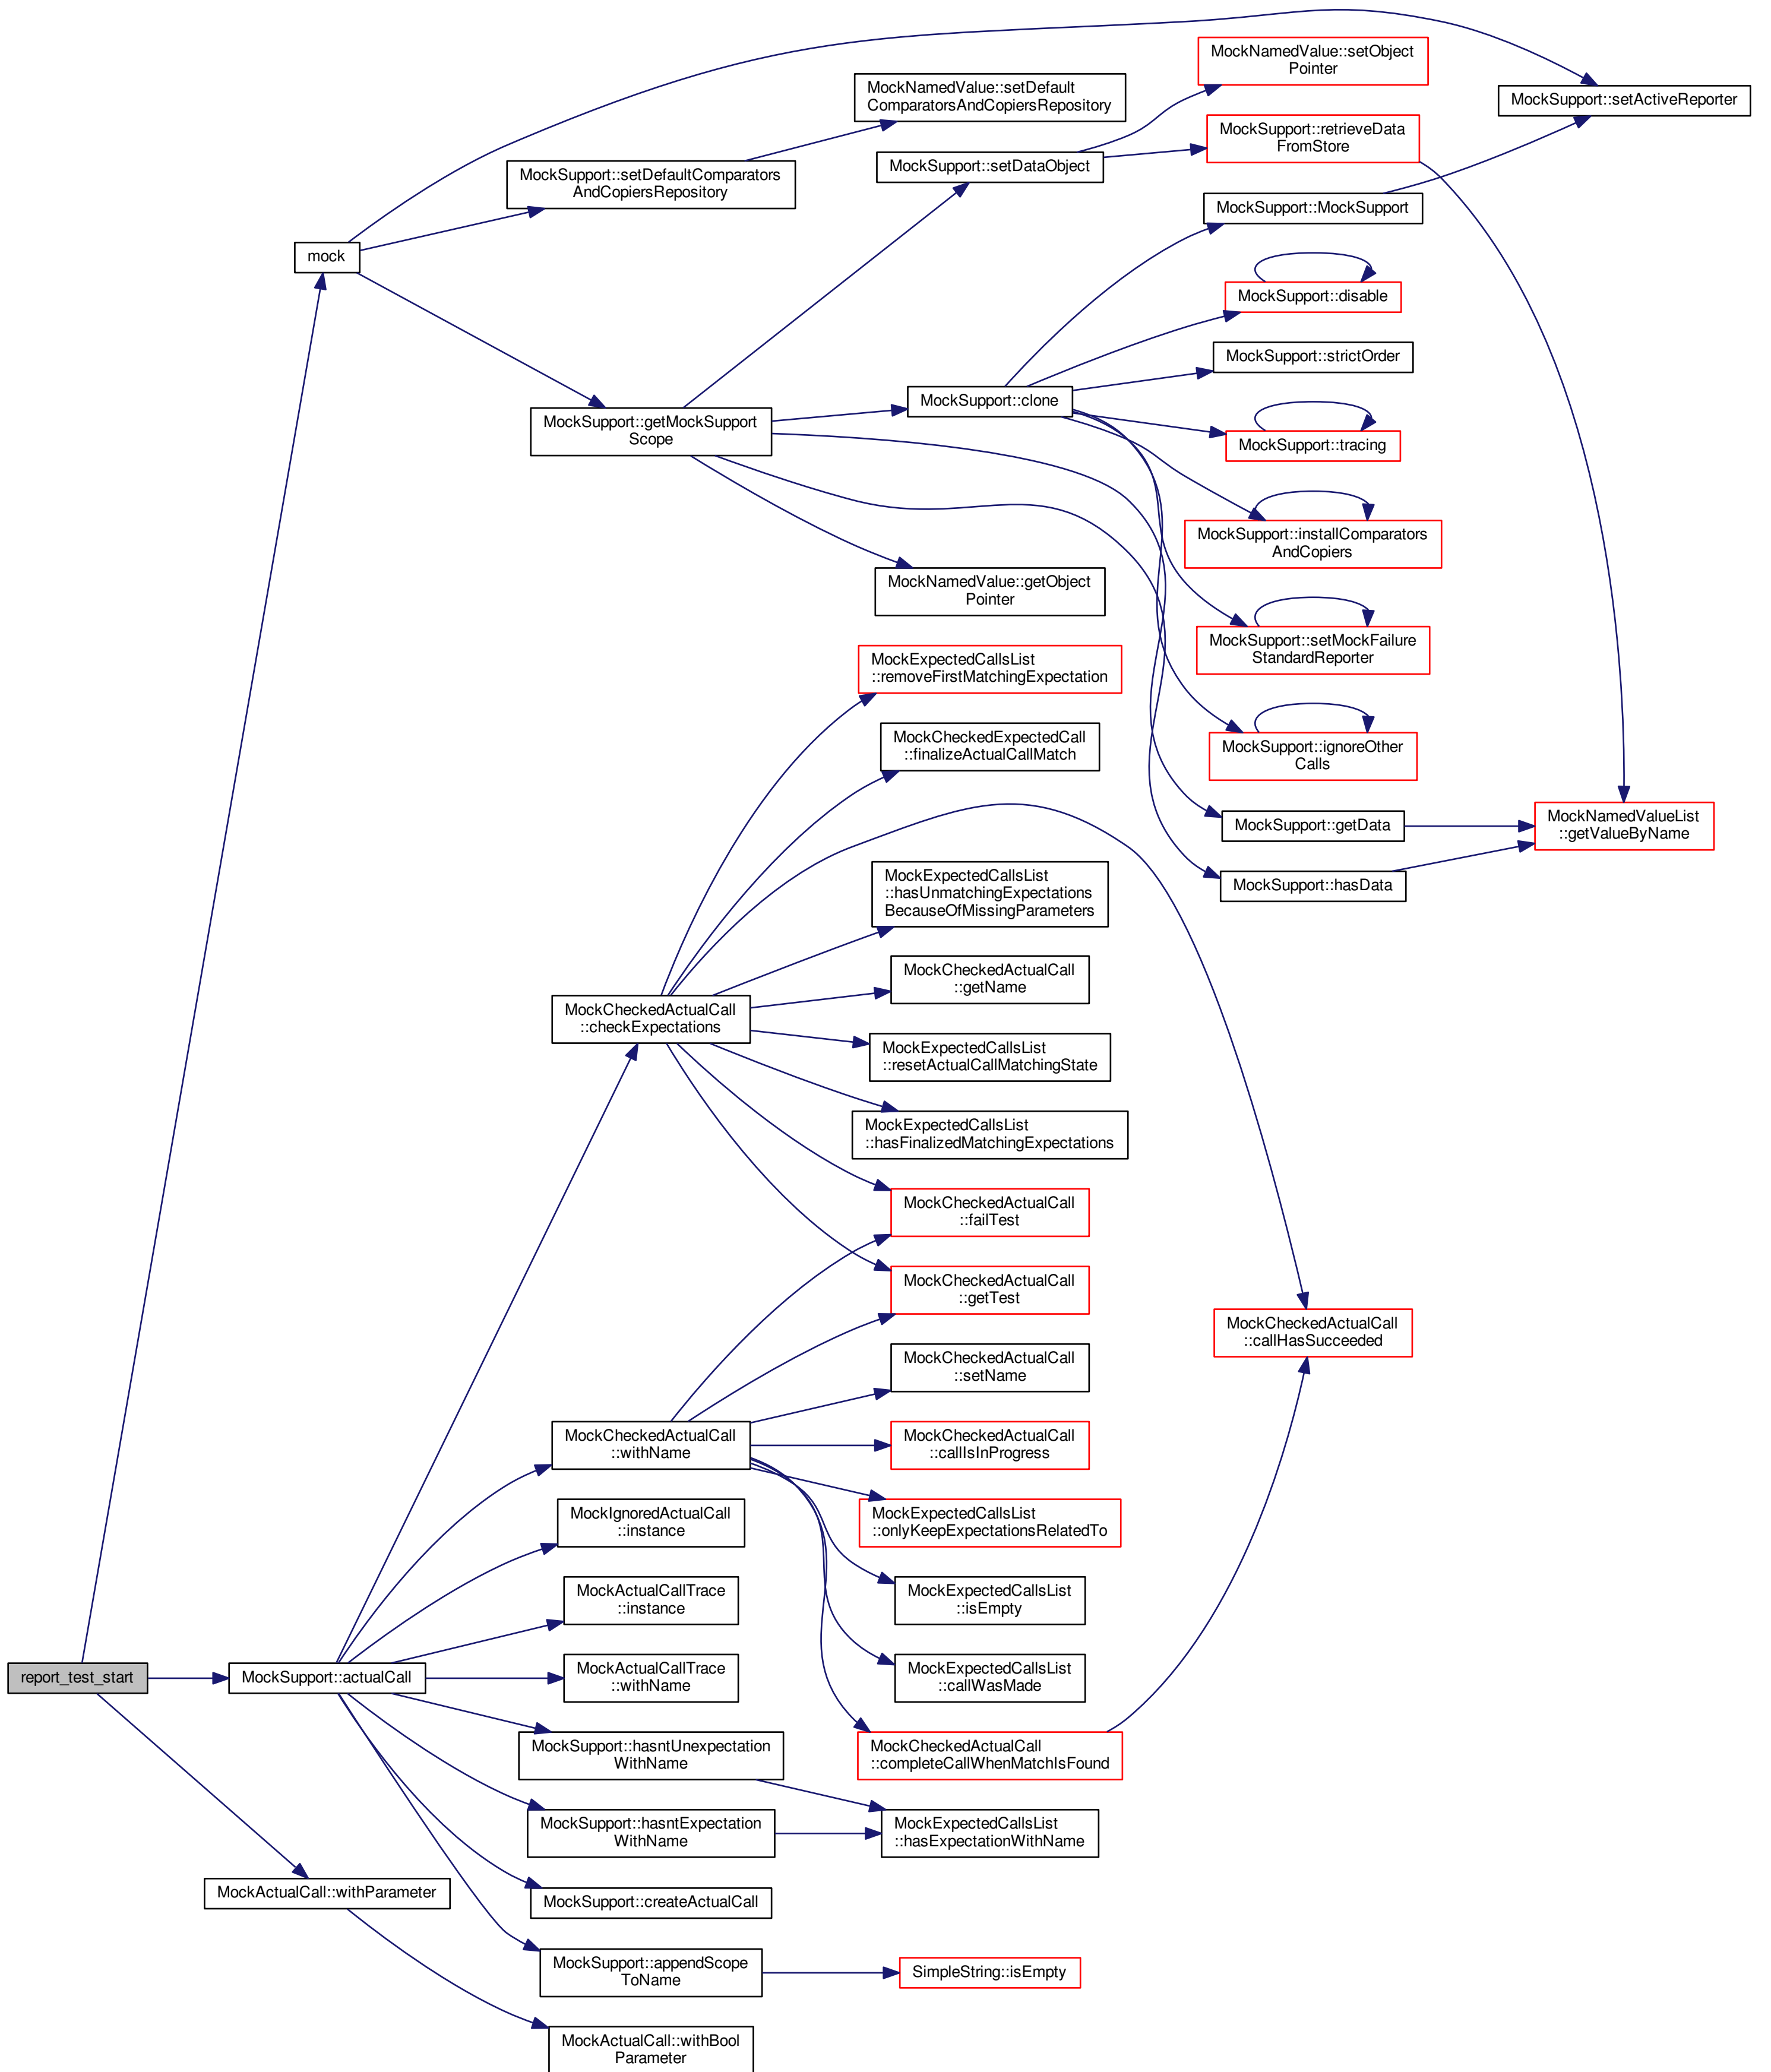 MockNamedValue::setObject
Pointer
MockNamedValue::setDefault
ComparatorsAndCopiersRepository
MockSupport::setActiveReporter
MockSupport::retrieveData
FromStore
MockSupport::setDataObject
MockSupport::setDefaultComparators
AndCopiersRepository
MockSupport::MockSupport
mock
MockSupport::disable
MockSupport::strictOrder
MockSupport::clone
MockSupport::getMockSupport
Scope
MockSupport::tracing
MockSupport::installComparators
AndCopiers
MockNamedValue::getObject
Pointer
MockSupport::setMockFailure
StandardReporter
MockExpectedCallsList
::removeFirstMatchingExpectation
MockCheckedExpectedCall
::finalizeActualCallMatch
MockSupport::ignoreOther
Calls
MockSupport::getData
MockNamedValueList
::getValueByName
MockSupport::hasData
MockExpectedCallsList
::hasUnmatchingExpectations
BecauseOfMissingParameters
MockCheckedActualCall
::getName
MockCheckedActualCall
::checkExpectations
MockExpectedCallsList
::resetActualCallMatchingState
MockExpectedCallsList
::hasFinalizedMatchingExpectations
MockCheckedActualCall
::failTest
MockCheckedActualCall
::getTest
MockCheckedActualCall
::callHasSucceeded
MockCheckedActualCall
::setName
MockCheckedActualCall
::withName
MockCheckedActualCall
::callIsInProgress
MockIgnoredActualCall
::instance
MockExpectedCallsList
::onlyKeepExpectationsRelatedTo
MockActualCallTrace
::instance
MockExpectedCallsList
::isEmpty
report_test_start
MockSupport::actualCall
MockActualCallTrace
::withName
MockExpectedCallsList
::callWasMade
MockSupport::hasntUnexpectation
WithName
MockCheckedActualCall
::completeCallWhenMatchIsFound
MockSupport::hasntExpectation
WithName
MockExpectedCallsList
::hasExpectationWithName
MockActualCall::withParameter
MockSupport::createActualCall
MockSupport::appendScope
ToName
SimpleString::isEmpty
MockActualCall::withBool
Parameter